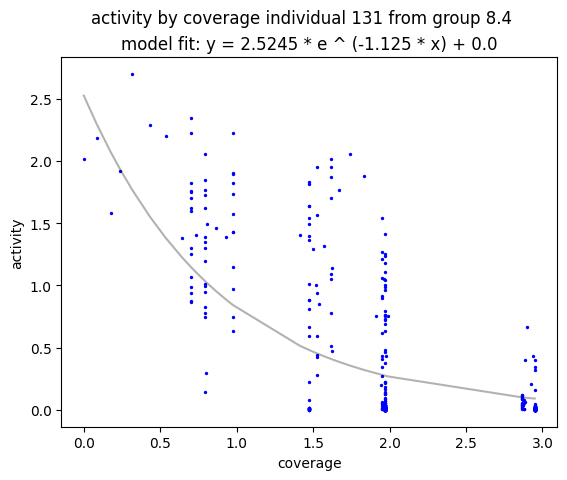 activity by coverage individual 131 from group 8.4
model fit: y = 2.5245 * e ^ (-1.125 * x) + 0.0
2.5
2.0
1.5
1.0
0.5
0.0
activity
0.0 0.5 1.0 1.5 2.0 2.5 3.0
coverage